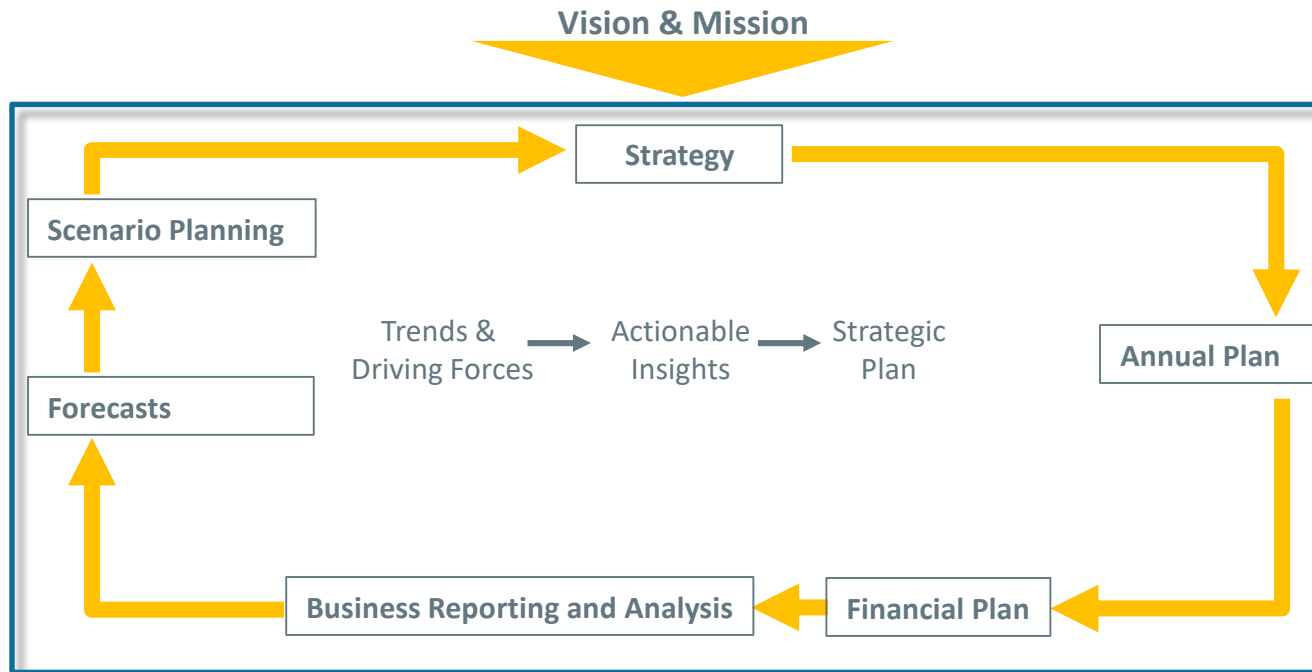 Vision & Mission
Strategy
Scenario Planning
Trends &
Driving Forces
Actionable
Insights
Strategic
Plan
Annual Plan
Forecasts
Business Reporting and Analysis
Financial Plan